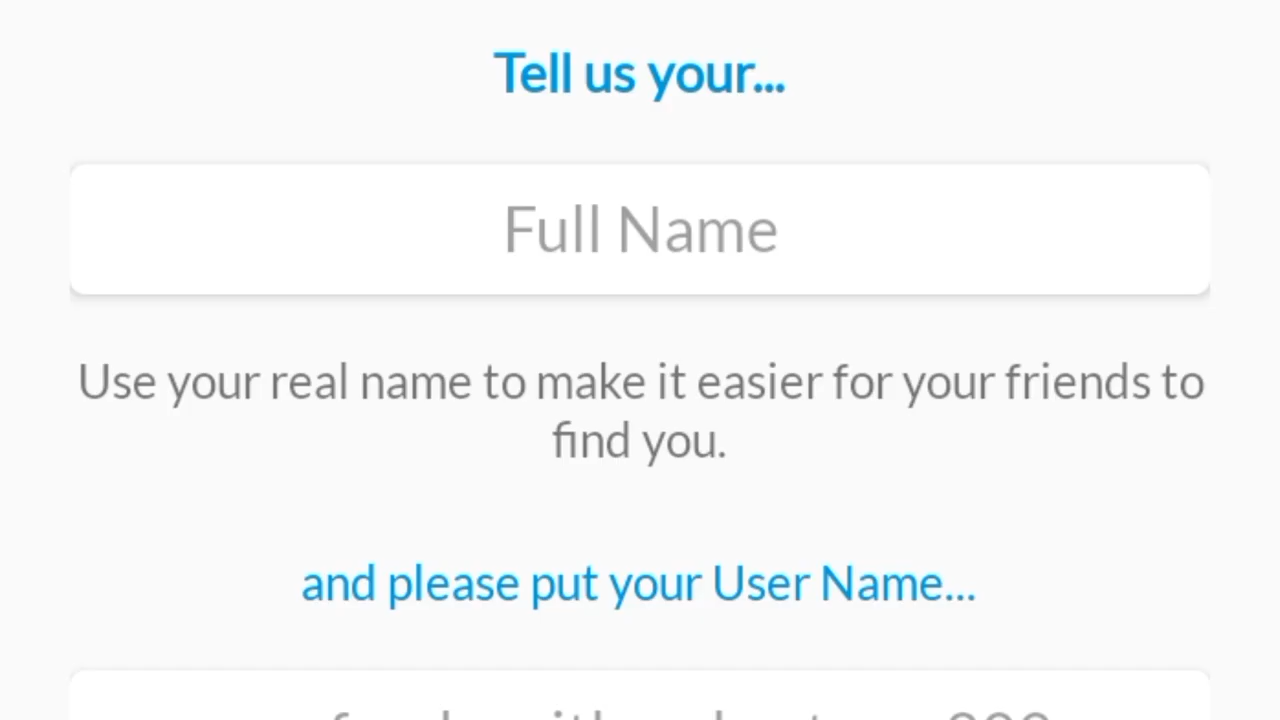 Tell us your...
Full Name
Use your real name to make it easier for your friends to
find you.
and please put your User Name...